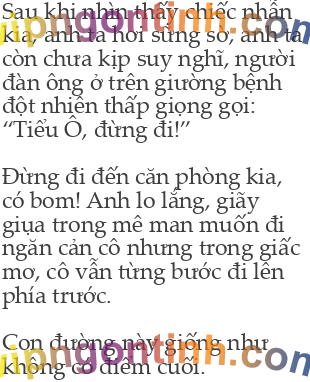 Sau khi nhìn thấy chiếc nhẫn
kia, anh ta hơi sững sờ, anh ta
còn chưa kịp suy nghĩ, người
đàn ông ở trên giường bệnh
đột nhiên thấp giọng gọi:
“Tiểu Ô, đừng đi!”
Đừng đi đến căn phòng kia,
có bom! Anh lo lắng, giãy
giụa trong mê man muốn đi
ngăn cản cô nhưng trong giấc
mơ, cô vẫn từng bước đi lên
phía trước.
Con đường này giống như
không có điểm cuối.
vipngontinh.com